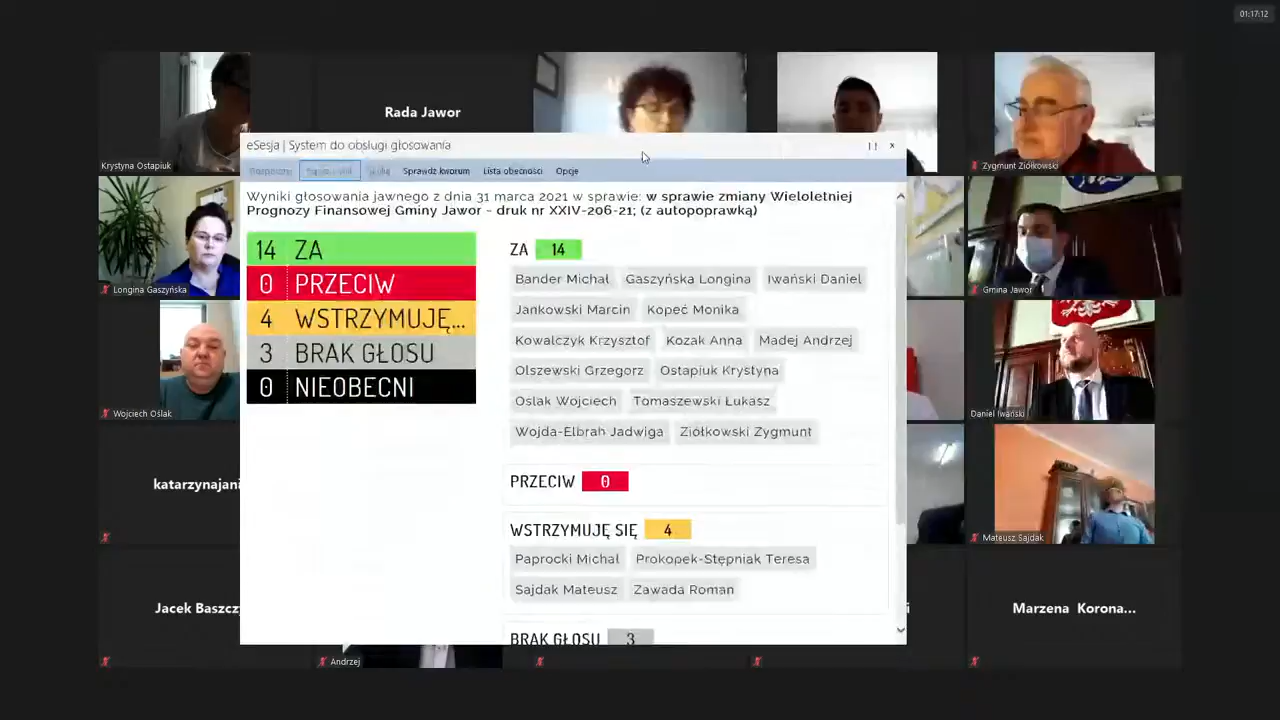 01:17:12
Rada Jawor
Krystyna Ostapiuk
Zygmunt Ziółkowski
eSesja | System do obsługi głosowania
Sprawdź kworum Lista obecności Opcje
Wyniki głosowania jawnego z dnia 31 marca 2021 w sprawie: w sprawie zmiany Wieloletniej
Prognozy Finansowej Gminy Jawor - druk nr XXIV-206-21; (z autopoprawką)
14 ZA
0 PRZECIW
4 WSTRZYMUJĘ...
3 BRAK GŁOSU
0 NIEOBECNI
ZA 14
Bander Michał Gaszyńska Longina Iwański Daniel
Jankowski Marcin Kopeć Monika
Kowalczyk Krzysztof Kozak Anna Madej Andrzej
Olszewski Grzegorz Ostapiuk Krystyna
Oślak Wojciech Tomaszewski Łukasz
Wojda-Elbrah Jadwiga Ziółkowski Zygmunt
PRZECIW 0
WSTRZYMUJĘ SIĘ 4
Paprocki Michał Prokopek-Stępniak Teresa
Sajdak Mateusz Zawada Roman
BRAK GŁOSU 3
Longina Gaszyńska
Gmina Jawor
Wojciech Oślak
Daniel Iwański
katarzynajani
Mateusz Sajdak
Jacek Baszcz
Marzena Korona...
Andrzej